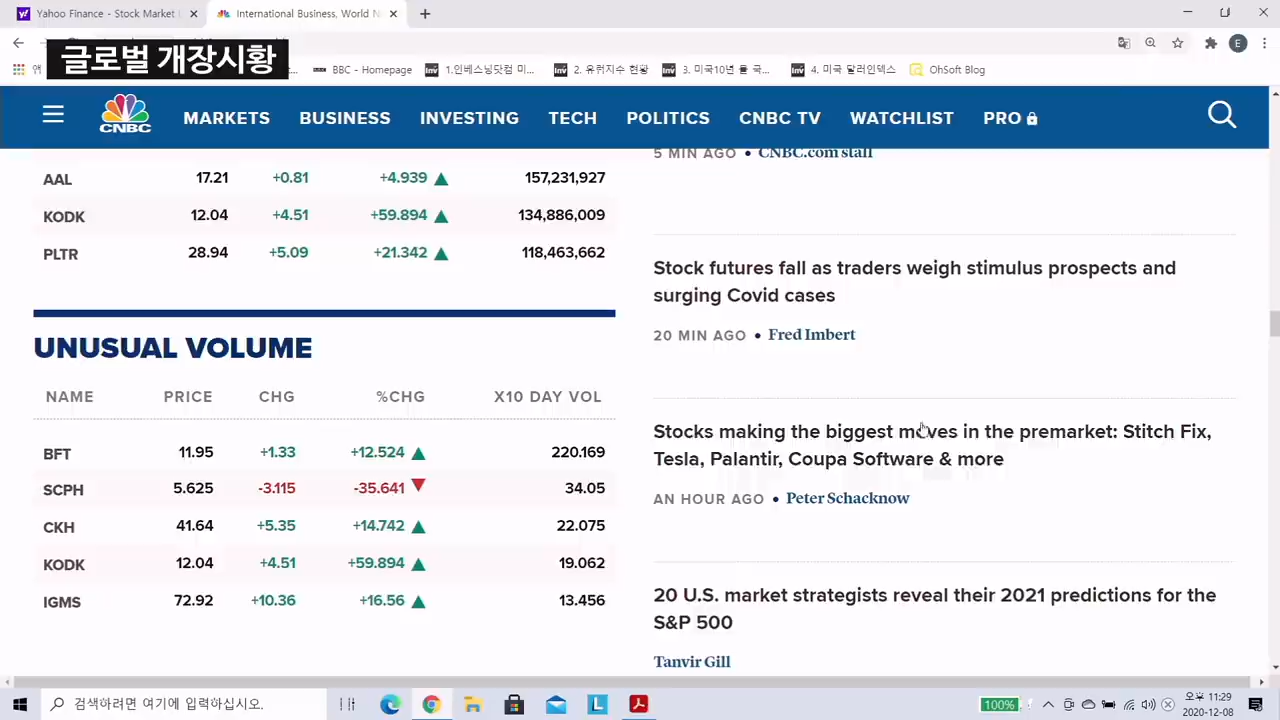 Yahoo Finance - Stock Market
International Business, World N
글로벌 개장시황
BBC - Homepage
1.인베스닝닷컴 미...
2. 유럽지수 현황
3. 미국10년 물 국...
4. 미국 달러인덱스
OhSoft Blog
CNBC
MARKETS
BUSINESS
INVESTING
TECH
POLITICS
CNBC TV
WATCHLIST
PRO
AAL 17.21 +0.81 +4.939 157,231,927
KODK 12.04 +4.51 +59.894 134,886,009
PLTR 28.94 +5.09 +21.342 118,463,662
UNUSUAL VOLUME
NAME PRICE CHG %CHG X10 DAY VOL
BFT 11.95 +1.33 +12.524 220.169
SCPH 5.625 -3.115 -35.641 34.05
CKH 41.64 +5.35 +14.742 22.075
KODK 12.04 +4.51 +59.894 19.062
IGMS 72.92 +10.36 +16.56 13.456
5 MIN AGO • CNBC.com staff
Stock futures fall as traders weigh stimulus prospects and
surging Covid cases
20 MIN AGO • Fred Imbert
Stocks making the biggest moves in the premarket: Stitch Fix,
Tesla, Palantir, Coupa Software & more
AN HOUR AGO • Peter Schacknow
20 U.S. market strategists reveal their 2021 predictions for the
S&P 500
Tanvir Gill
검색하려면 여기에 입력하십시오.
100%
오후 11:29
2020-12-08